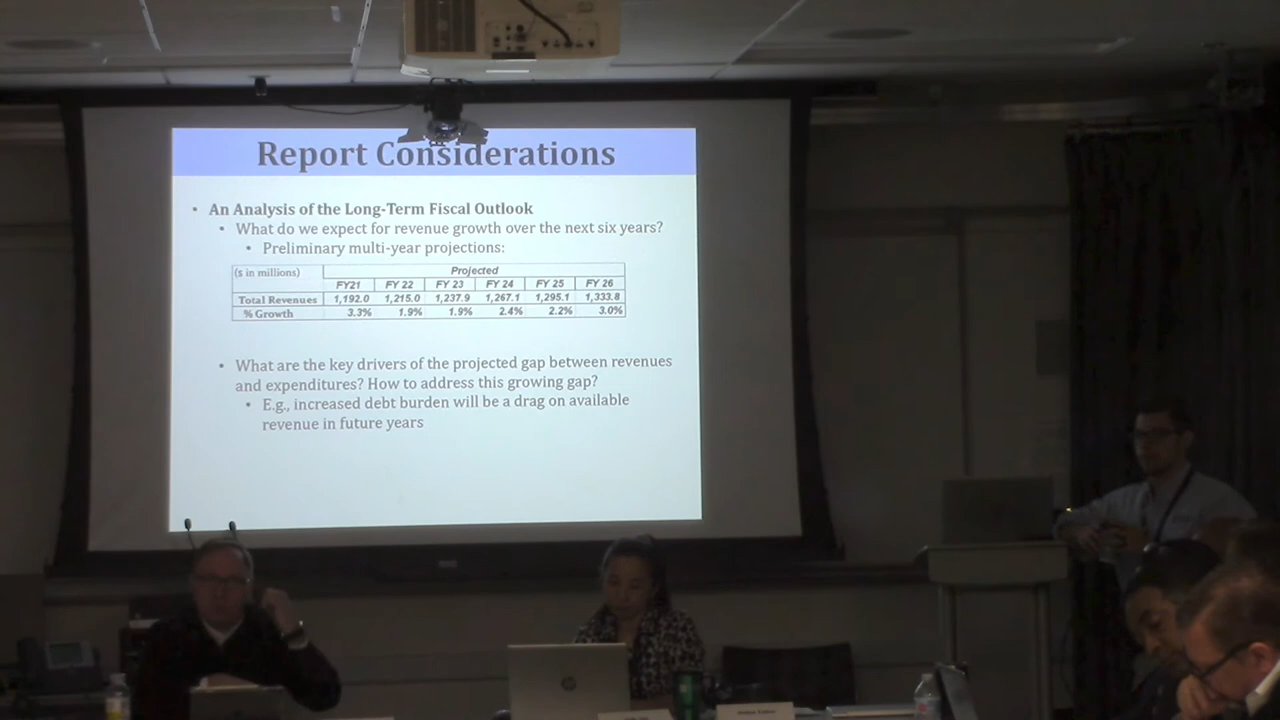 Report Considerations
• An Analysis of the Long-Term Fiscal Outlook
• What do we expect for revenue growth over the next six years?
• Preliminary multi-year projections:
($ in millions) Projected
FY21 FY 22 FY 23 FY 24 FY 25 FY 26
Total Revenues 1,192.0 1,215.0 1,237.9 1,267.1 1,295.1 1,333.8
% Growth 3.3% 1.9% 1.9% 2.4% 2.2% 3.0%
• What are the key drivers of the projected gap between revenues
and expenditures? How to address this growing gap?
• E.g., increased debt burden will be a drag on available
revenue in future years
hp